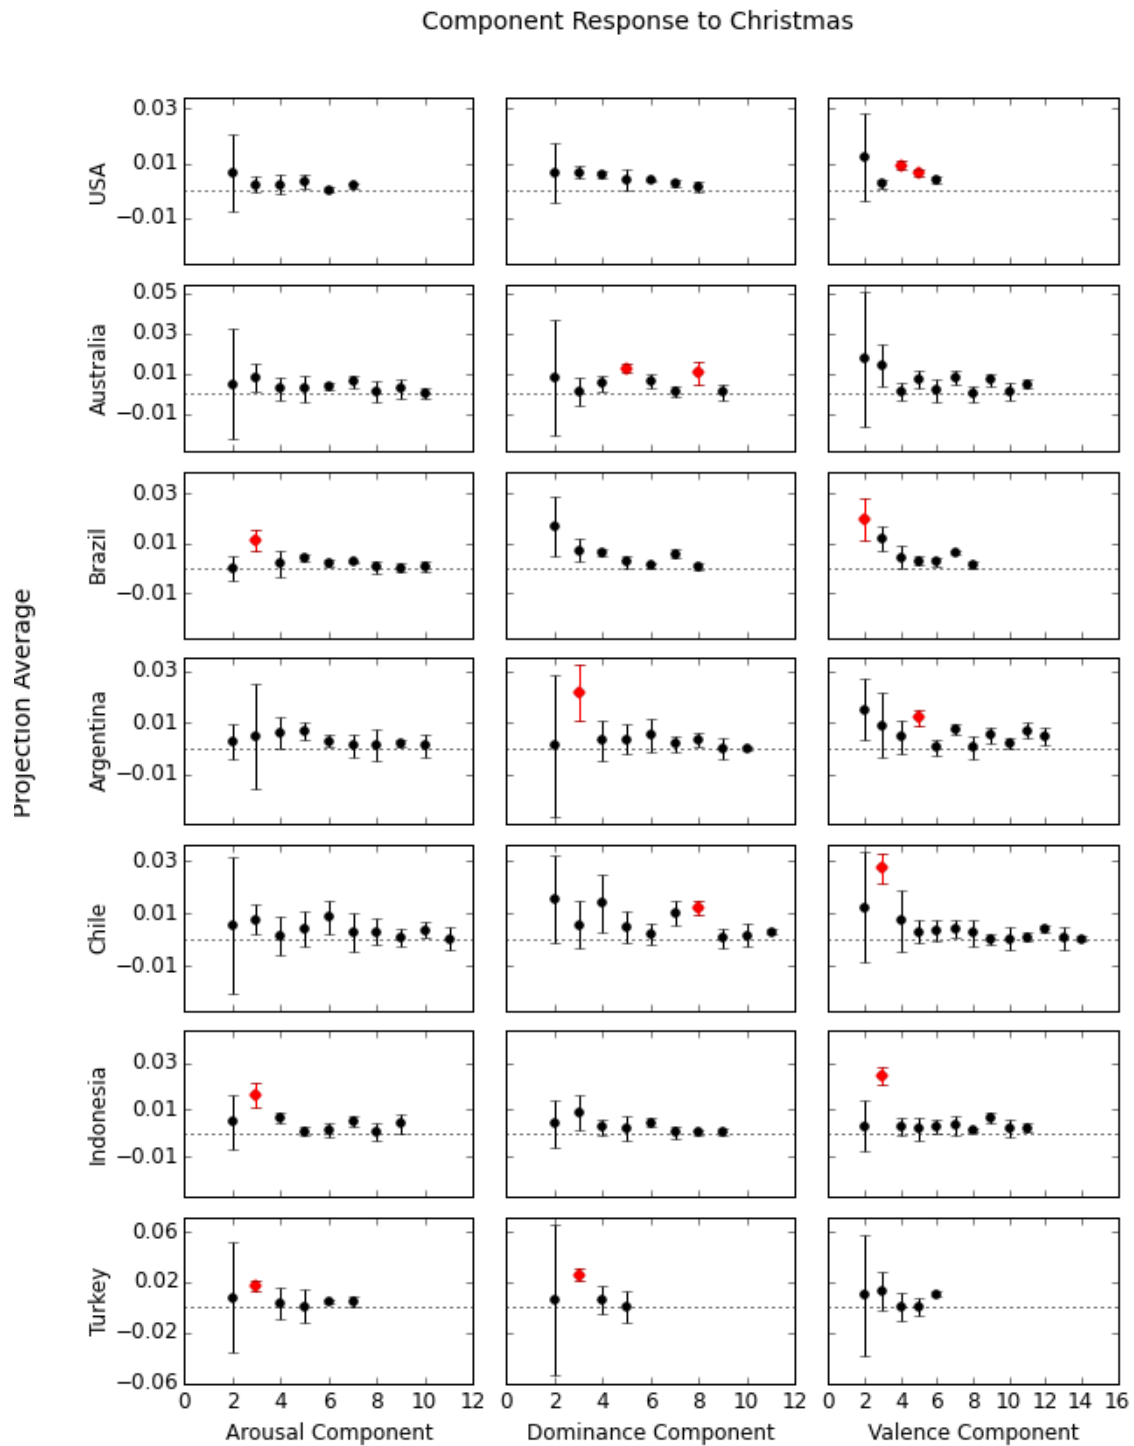 Component Response to Christmas
Projection Average
USA
0.03
0.01
−0.01
Australia
0.05
0.03
0.01
−0.01
Brazil
0.03
0.01
−0.01
Argentina
0.03
0.01
−0.01
Chile
0.03
0.01
−0.01
Indonesia
0.03
0.01
−0.01
Turkey
0.06
0.02
−0.02
−0.06
0 2 4 6 8 10 12
0 2 4 6 8 10 12
0 2 4 6 8 10 12 14 16
Arousal Component
Dominance Component
Valence Component